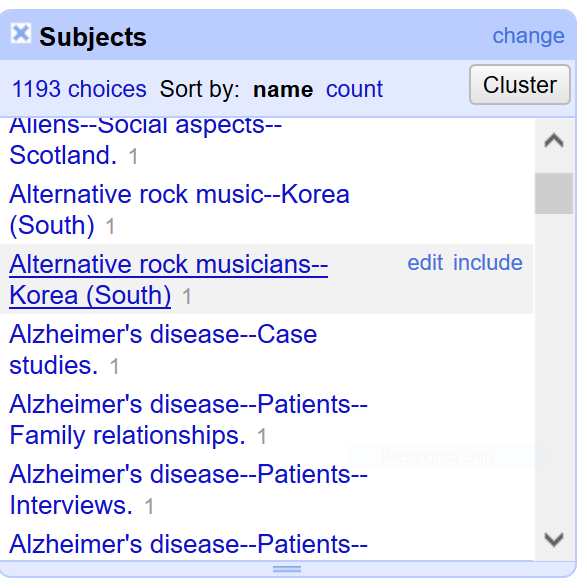 Subjects change
1193 choices Sort by: name count Cluster
Aliens--Social aspects--
Scotland. 1
Alternative rock music--Korea
(South) 1
Alternative rock musicians-- edit include
Korea (South) 1
Alzheimer's disease--Case
studies. 1
Alzheimer's disease--Patients--
Family relationships. 1
Rectangular Snip
Alzheimer's disease--Patients--
Interviews. 1
Alzheimer's disease--Patients--